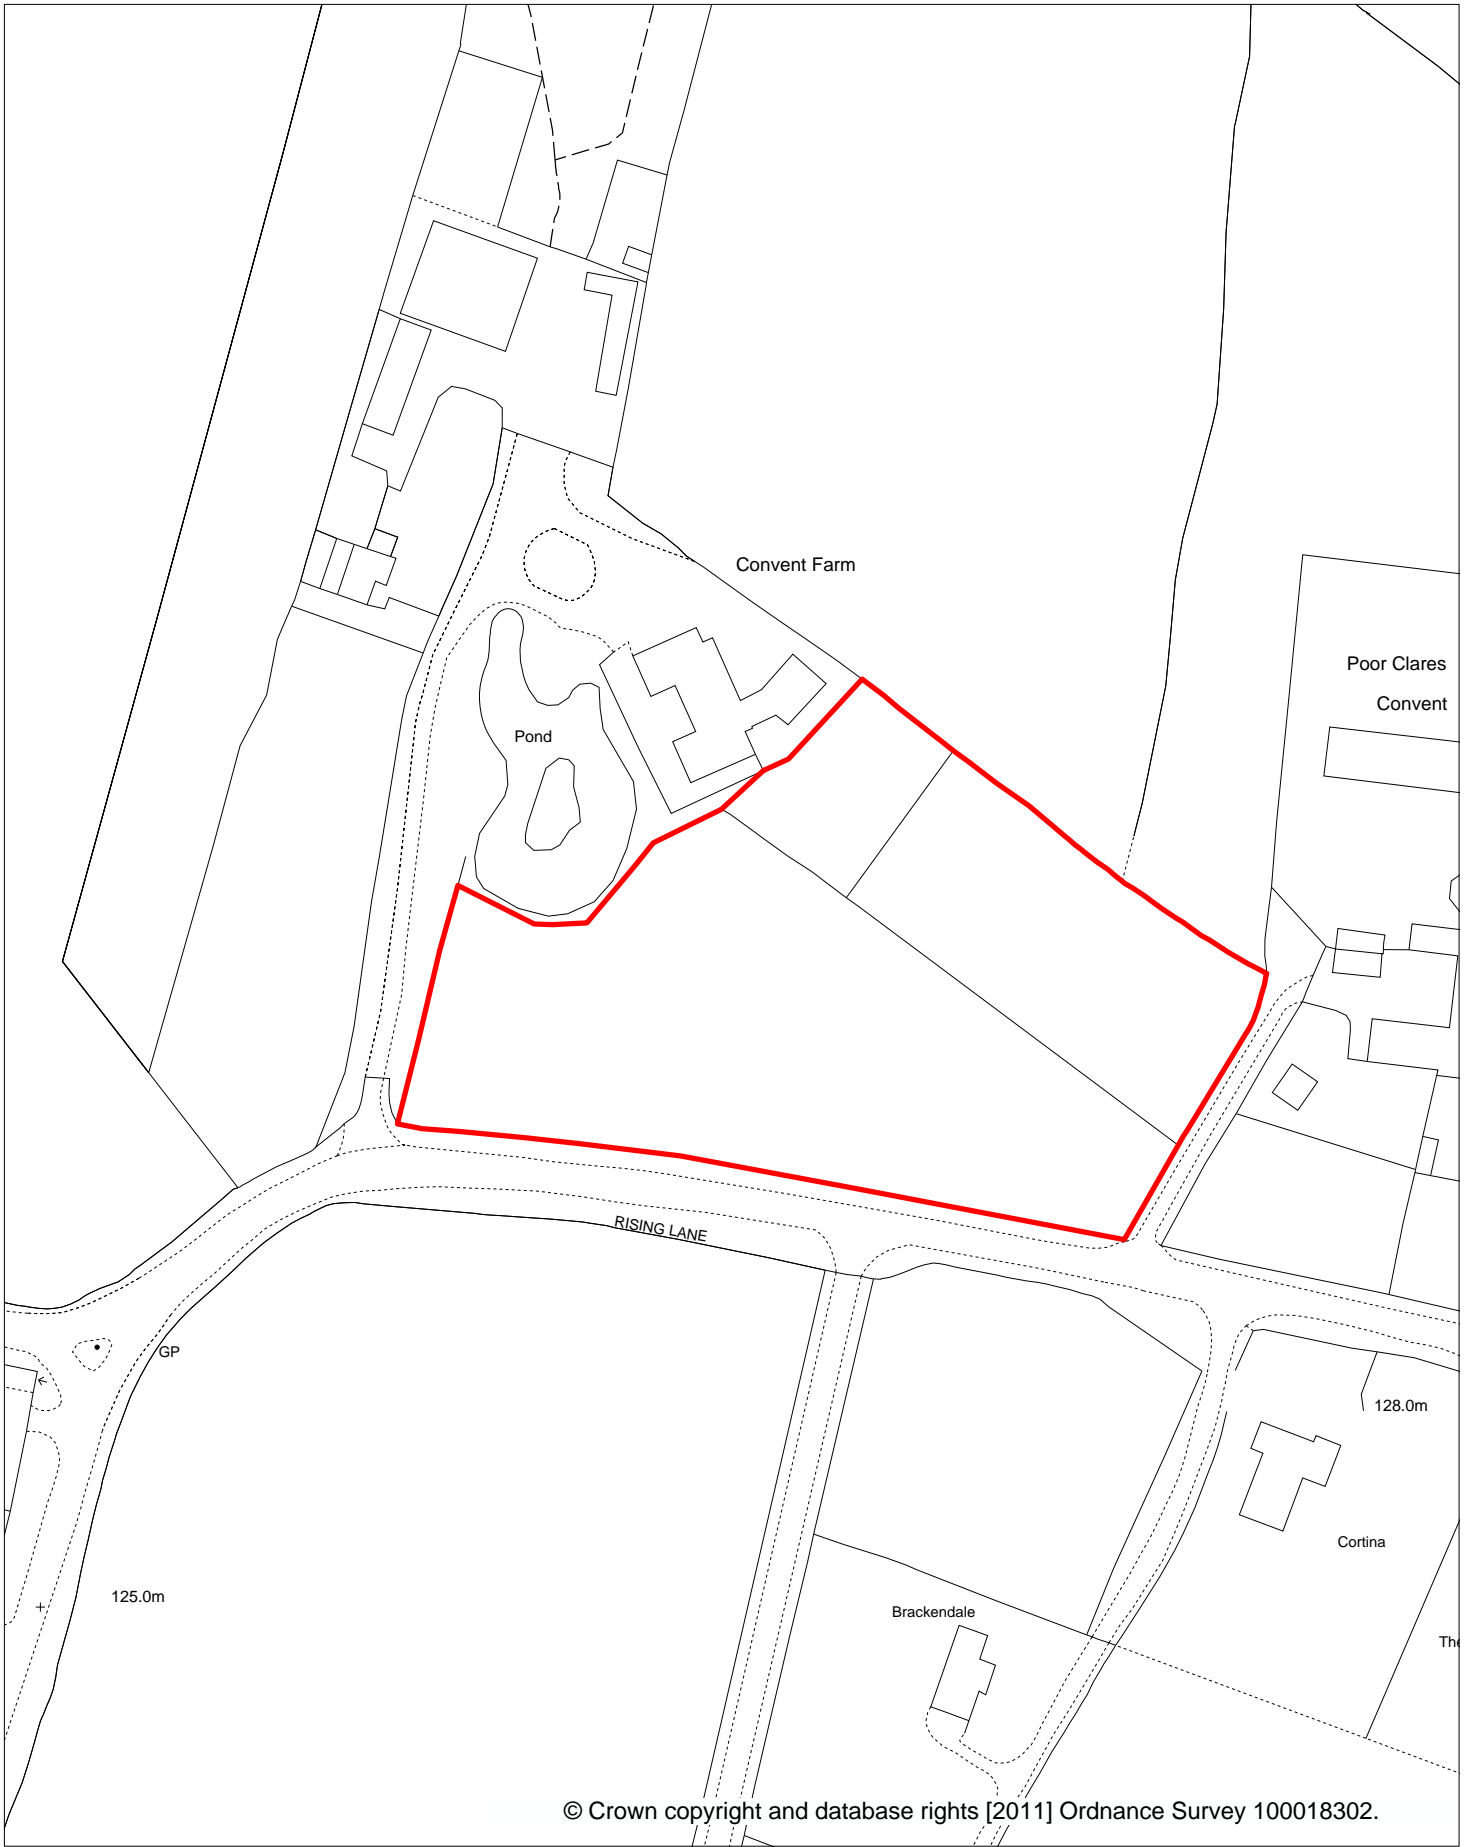 Convent Farm
Poor Clares
Convent
Pond
RISING LANE
GP
128.0m
Cortina
125.0m
Brackendale
The
© Crown copyright and database rights [2011] Ordnance Survey 100018302.